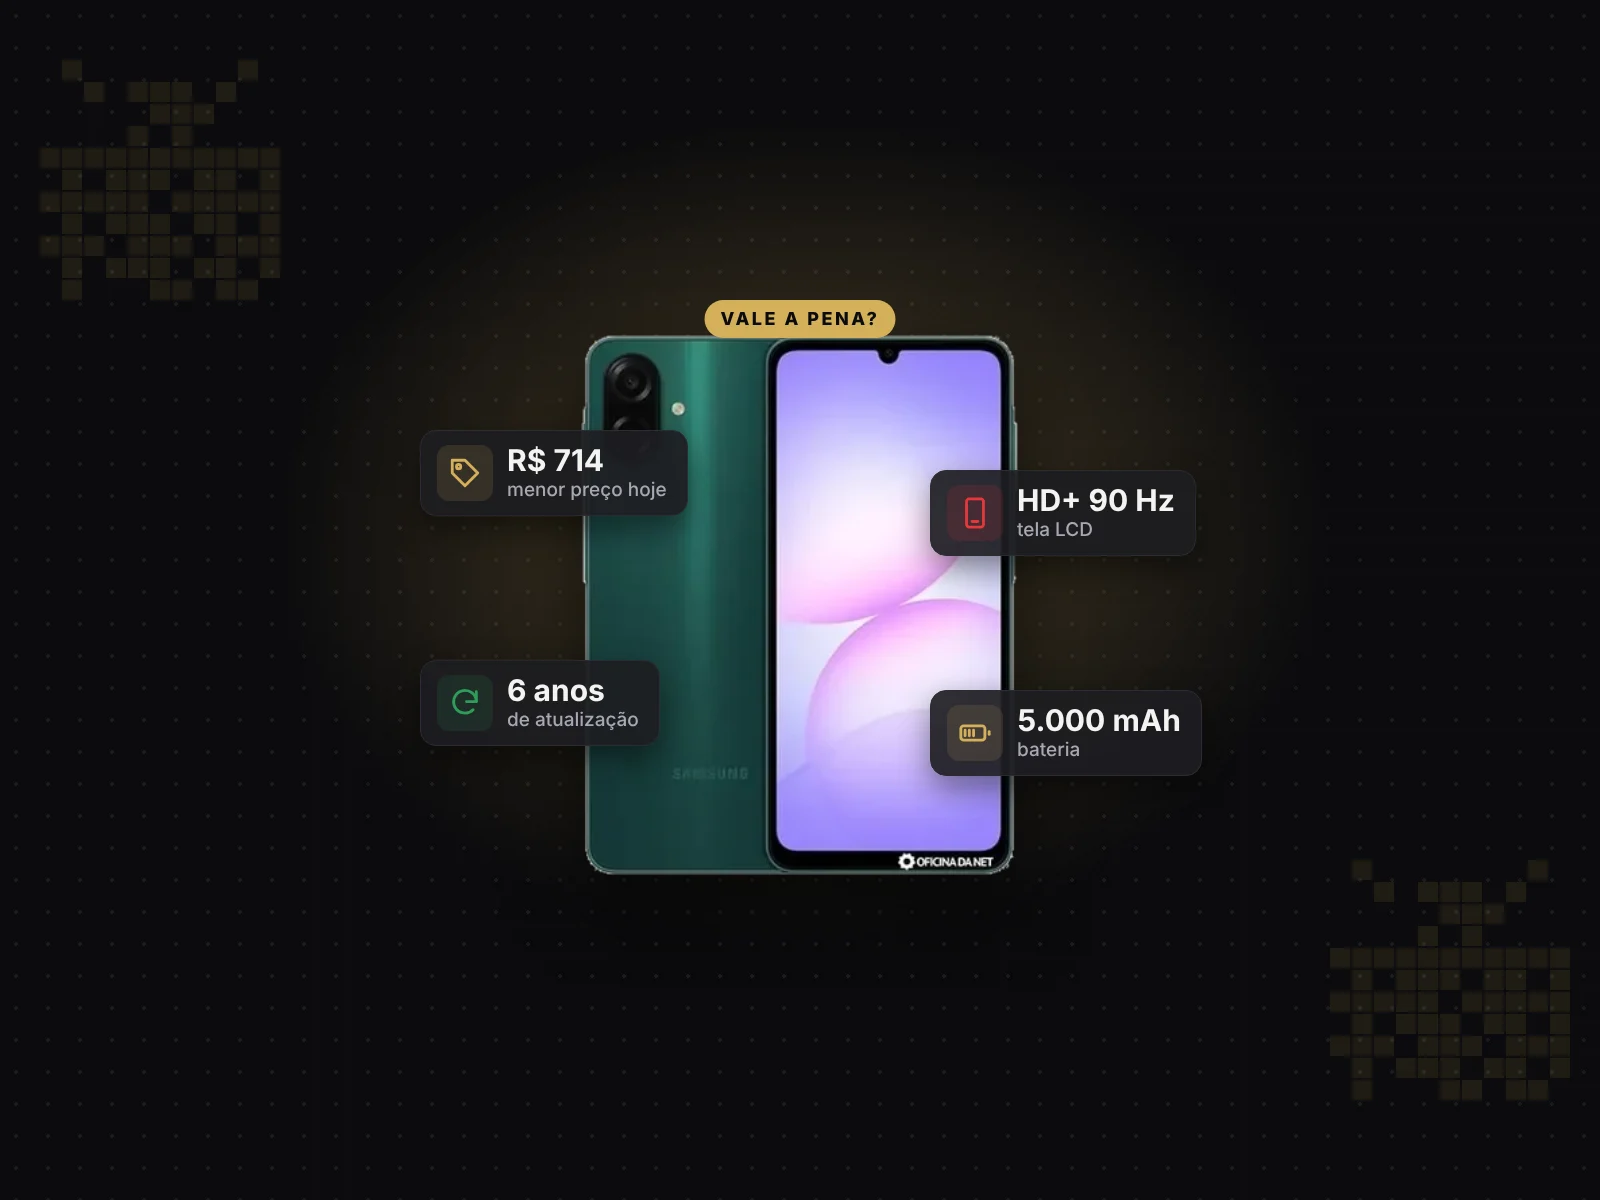 VALE A PENA?
R$ 714
menor preço hoje
HD+ 90 Hz
tela LCD
6 anos
de atualização
5.000 mAh
bateria
SAMSUNG
OFICINA DA NET